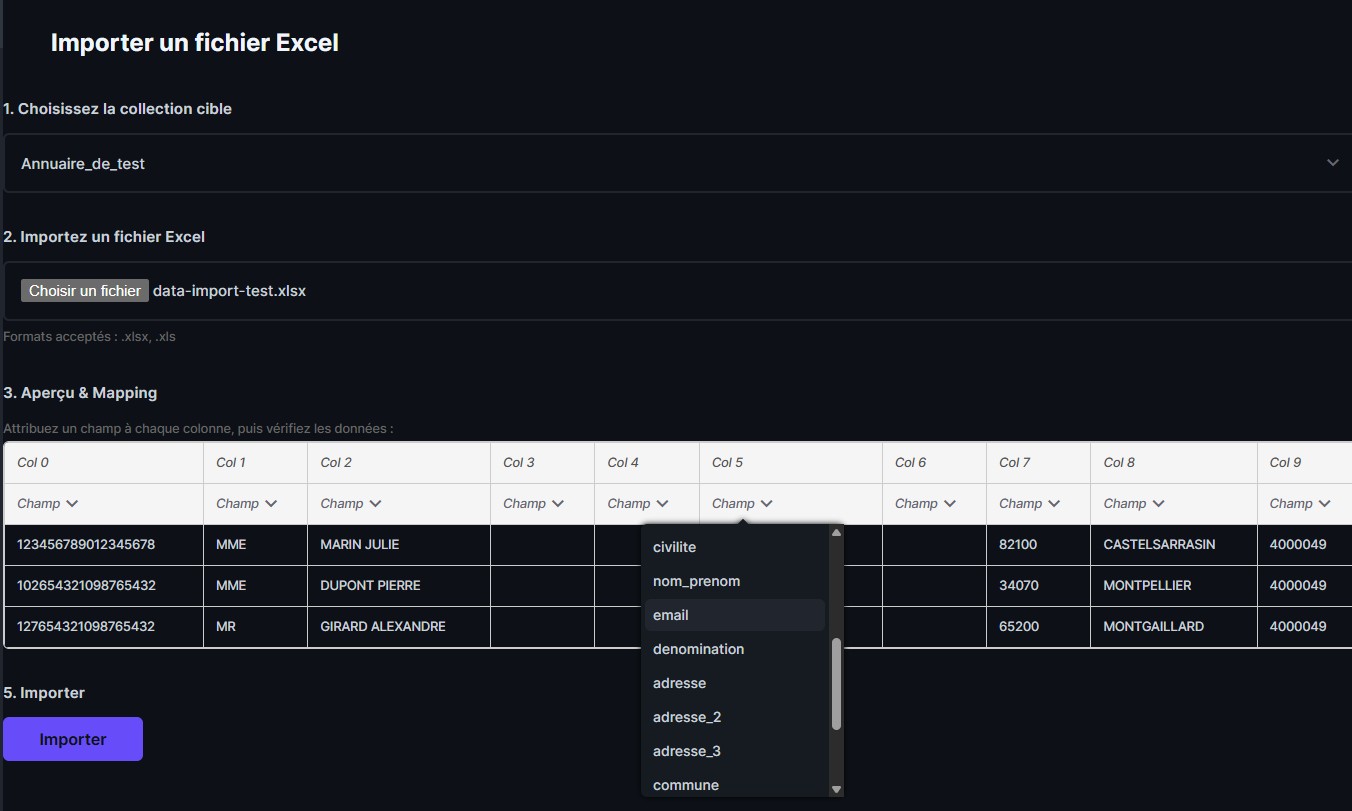 Importer un fichier Excel
1. Choisissez la collection cible
Annuaire_de_test
2. Importez un fichier Excel
Choisir un fichier data-import-test.xlsx
Formats acceptés : .xlsx, .xls
3. Aperçu & Mapping
Attribuez un champ à chaque colonne, puis vérifiez les données :
Col 0 Col 1 Col 2 Col 3 Col 4 Col 5 Col 6 Col 7 Col 8 Col 9
Champ Champ Champ Champ Champ Champ Champ Champ Champ Champ
123456789012345678 MME MARIN JULIE 82100 CASTELSARRASIN 4000049
102654321098765432 MME DUPONT PIERRE 34070 MONTPELLIER 4000049
127654321098765432 MR GIRARD ALEXANDRE 65200 MONTGAILLARD 4000049
civilite
nom_prenom
email
denomination
adresse
adresse_2
adresse_3
commune
5. Importer
Importer